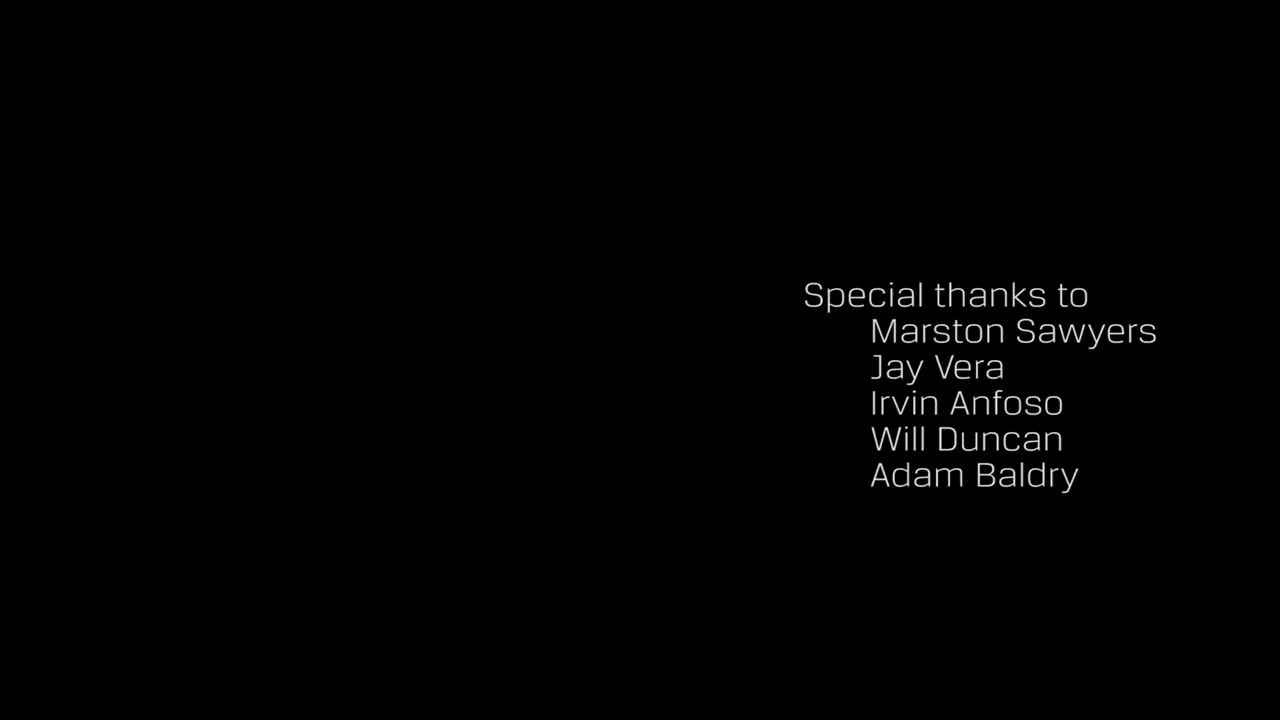 Special thanks to
Marston Sawyers
Jay Vera
Irvin Anfoso
Will Duncan
Adam Baldry